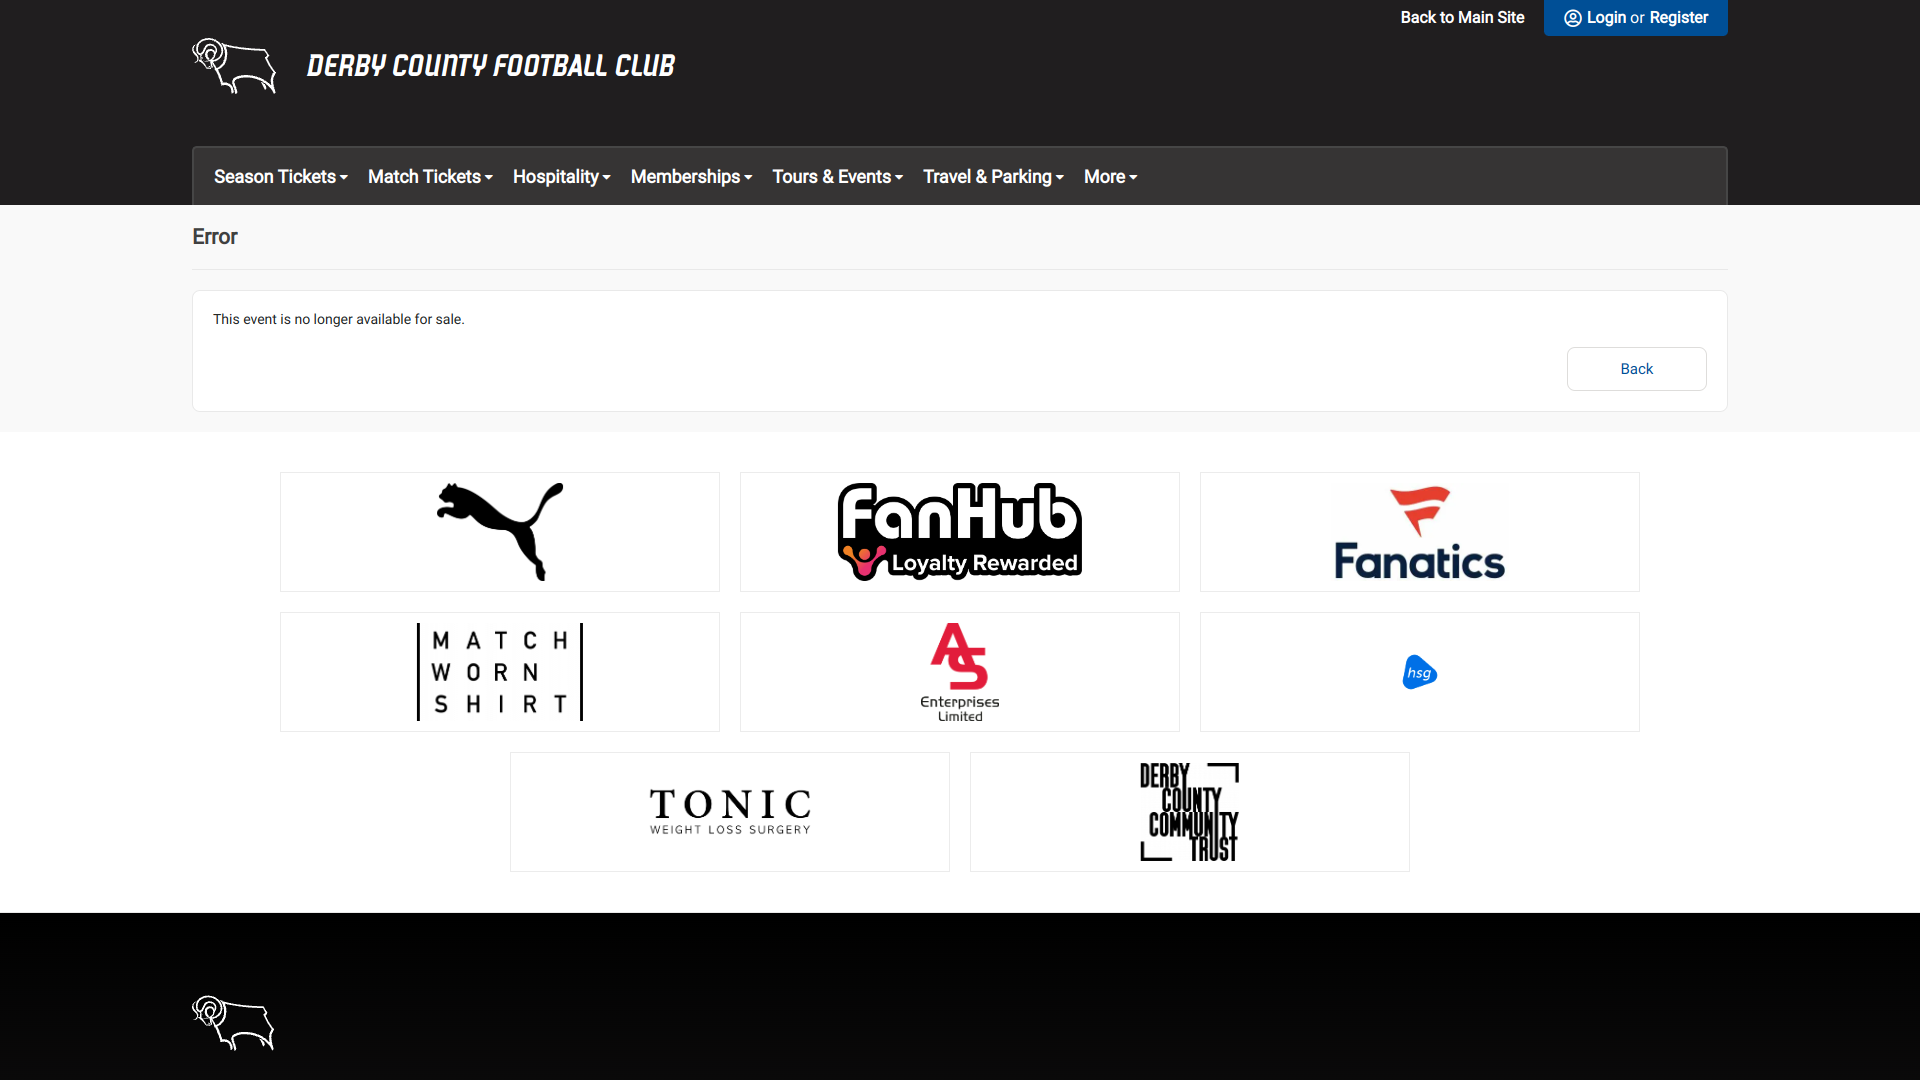 Back to Main Site
Login or Register
DERBY COUNTY FOOTBALL CLUB
Season Tickets
Match Tickets
Hospitality
Memberships
Tours & Events
Travel & Parking
More
Error
This event is no longer available for sale.
Back
FanHub
Loyalty Rewarded
Fanatics
MATCH
WORN
SHIRT
AS
Enterprises
Limited
hsg
TONIC
WEIGHT LOSS SURGERY
DERBY
COUNTY
COMMUNITY
TRUST